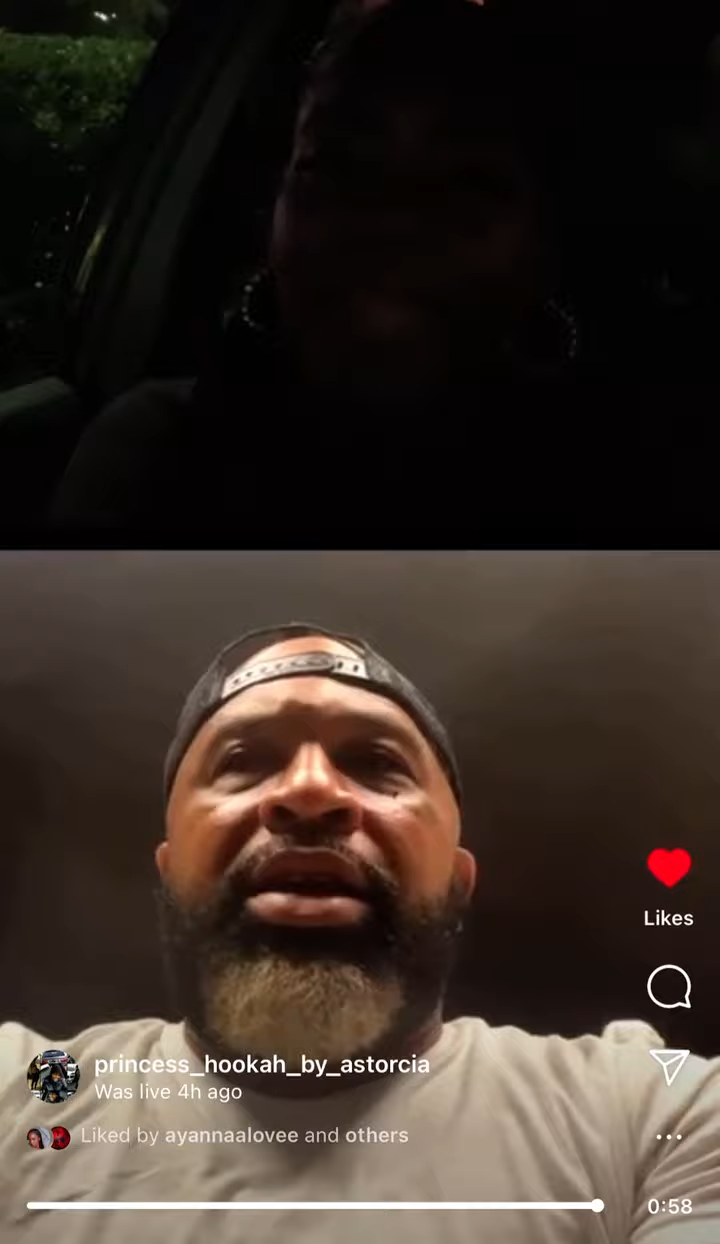 Likes
princess_hookah_by_astorcia
Was live 4h ago
Liked by ayannaalovee and others
0:58